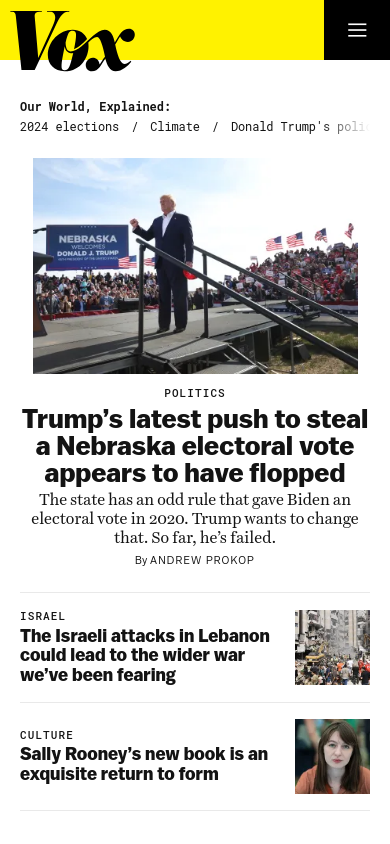 Vox
Our World, Explained:
2024 elections / Climate / Donald Trump's
NEBRASKA
WELCOMES
DONALD J. TRUMP
POLITICS
Trump’s latest push to steal
a Nebraska electoral vote
appears to have flopped
The state has an odd rule that gave Biden an
electoral vote in 2020. Trump wants to change
that. So far, he’s failed.
By ANDREW PROKOP
ISRAEL
The Israeli attacks in Lebanon
could lead to the wider war
we’ve been fearing
CULTURE
Sally Rooney’s new book is an
exquisite return to form